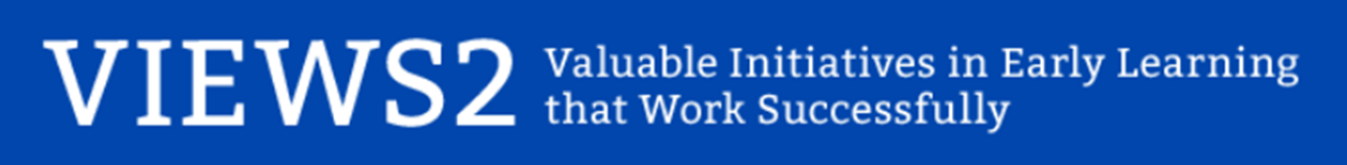 VIEWS2
Valuable Initiatives in Early Learning
that Work Successfully